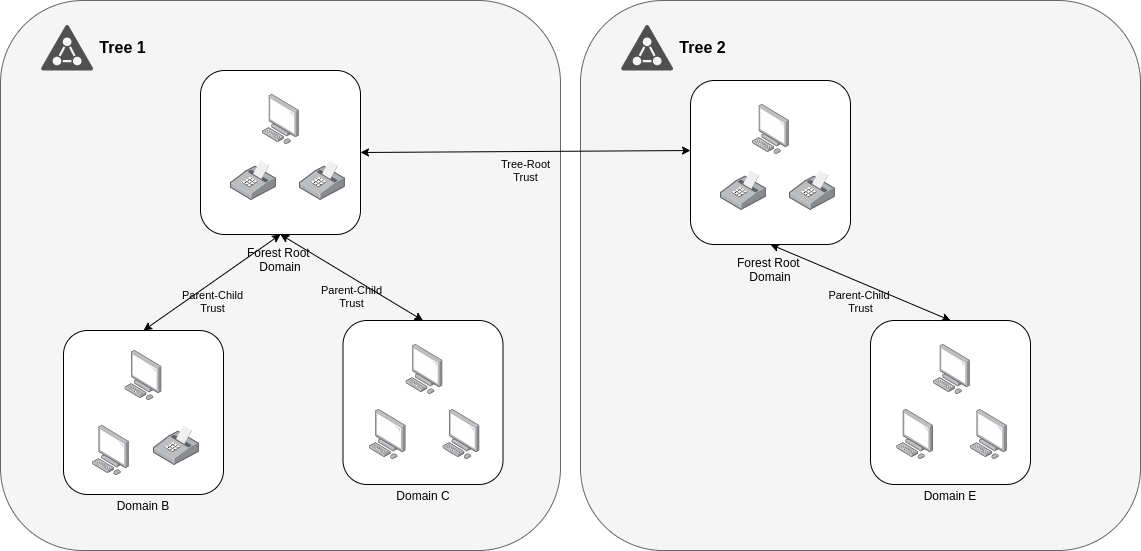 Tree 1
Tree 2
Tree-Root
Trust
Forest Root
Domain
Forest Root
Domain
Parent-Child
Trust
Parent-Child
Trust
Parent-Child
Trust
Domain B
Domain C
Domain E